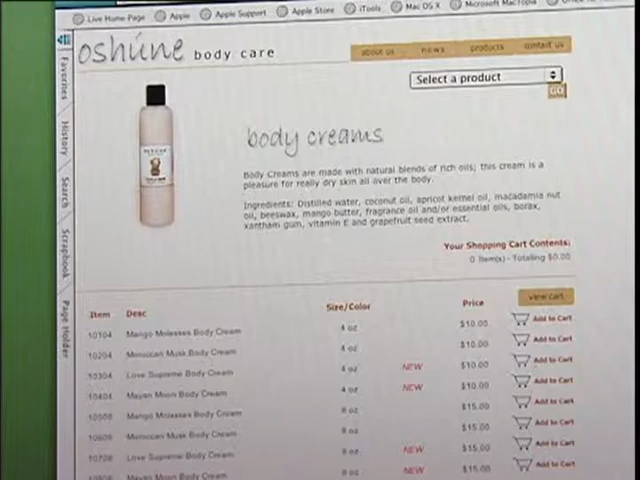 Live Home Page Apple Apple Support Apple Store iTools Mac OS X Microsoft MacTopia
oshúne body care
about us news products contact us
Select a product
GO
Favorites
History
Search
Scrapbook
Page Holder
body creams
Body Creams are made with natural blends of rich oils; this cream is a
pleasure for really dry skin all over the body.
Ingredients: Distilled water, coconut oil, apricot kernel oil, macadamia nut
oil, beeswax, mango butter, fragrance oil and/or essential oils, borax,
xantham gum, vitamin E and grapefruit seed extract.
Your Shopping Cart Contents:
0 Item(s) - Totaling $0.00
view cart
Item Desc Size/Color Price
10104 Mango Molasses Body Cream 4 oz $10.00 Add to Cart
10204 Moroccan Musk Body Cream 4 oz $10.00 Add to Cart
10304 Love Supreme Body Cream 4 oz NEW $10.00 Add to Cart
10404 Mayan Moon Body Cream 4 oz NEW $10.00 Add to Cart
10508 Mango Molasses Body Cream 8 oz $15.00 Add to Cart
10608 Moroccan Musk Body Cream 8 oz $15.00 Add to Cart
10708 Love Supreme Body Cream 8 oz NEW $15.00 Add to Cart
Mayan Moon Body Cream 8 oz NEW $15.00 Add to Cart